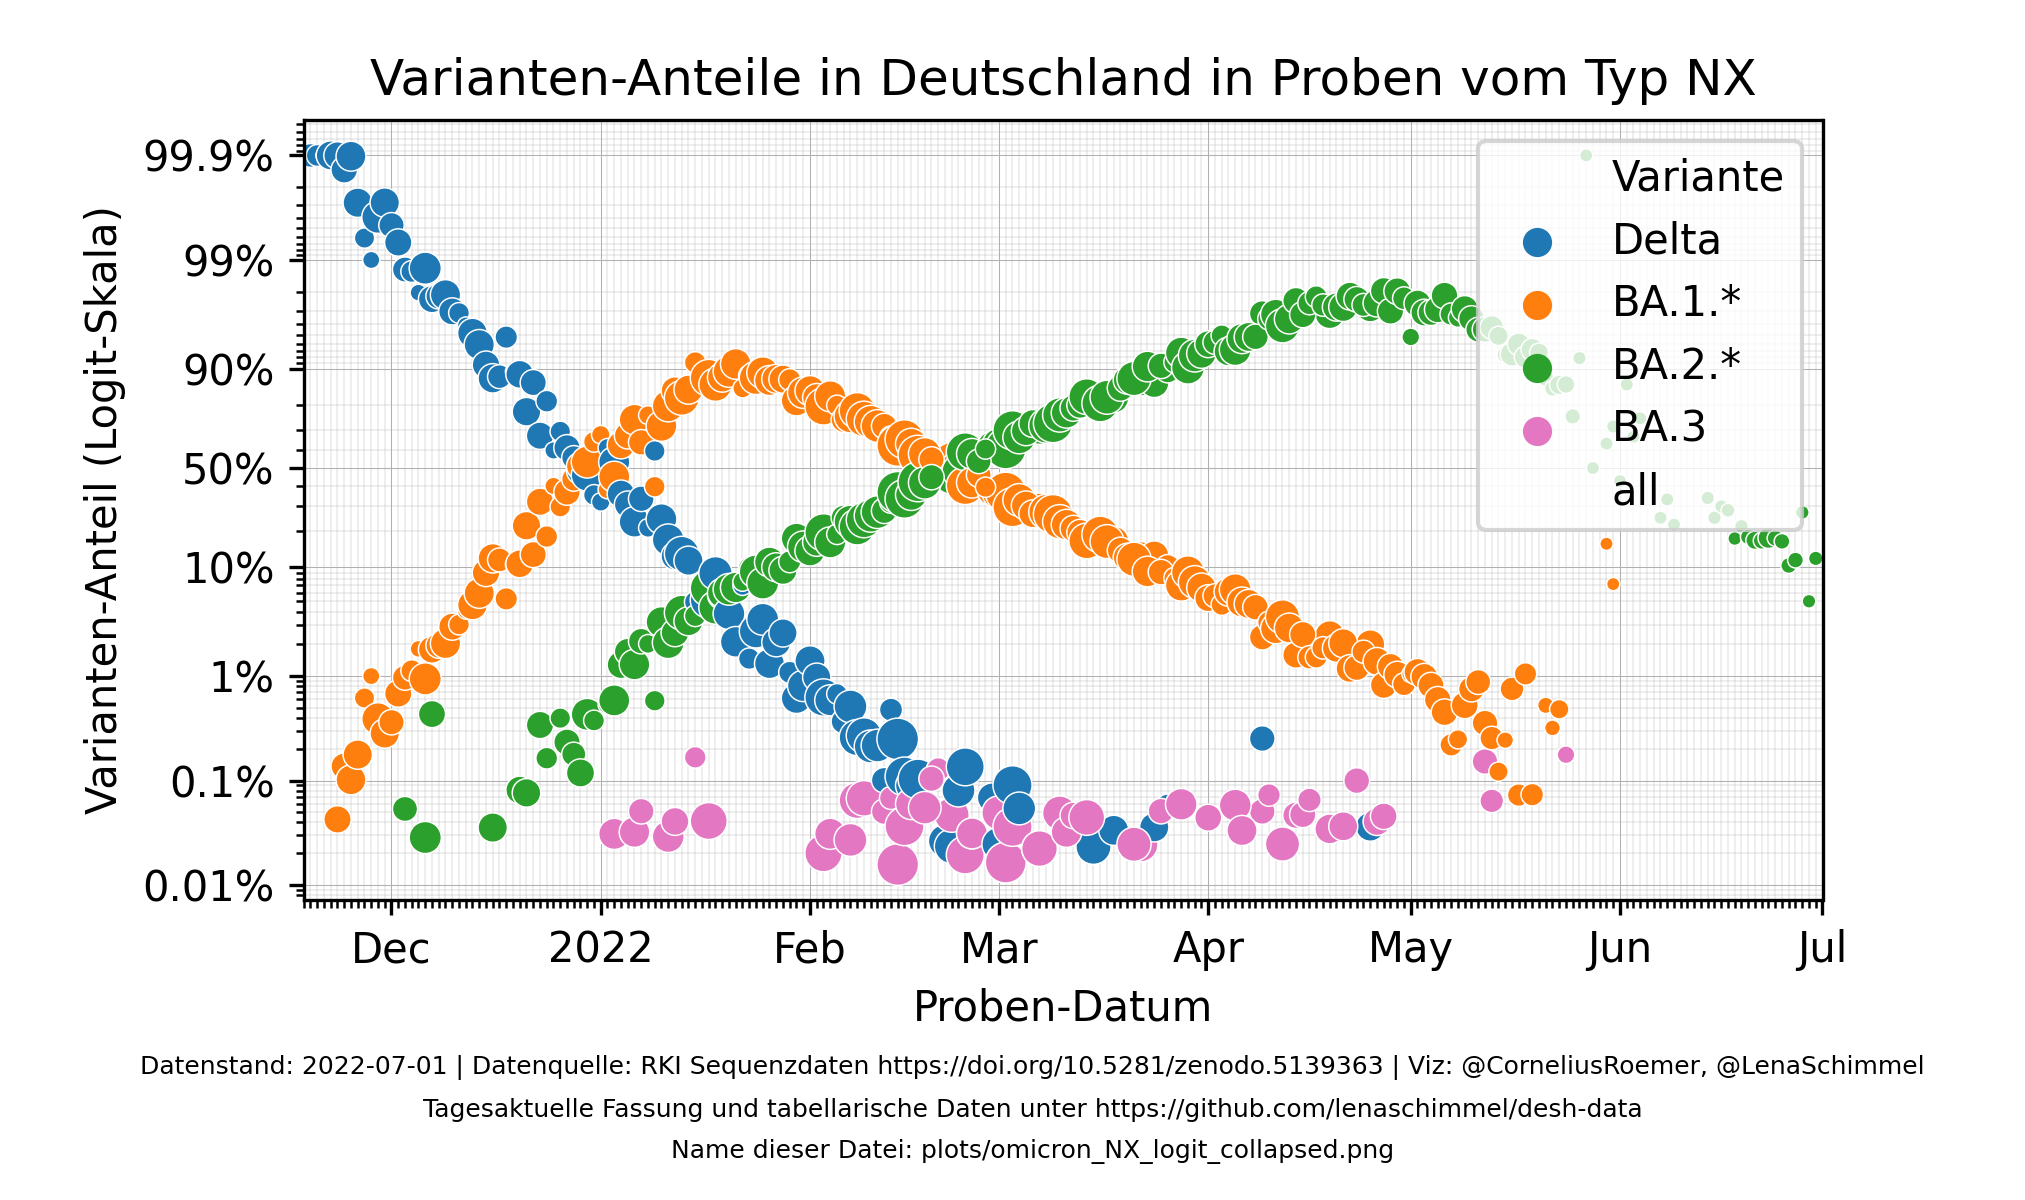 Varianten-Anteile in Deutschland in Proben vom Typ NX
Varianten-Anteil (Logit-Skala)
99.9%
99%
90%
50%
10%
1%
0.1%
0.01%
Variante
Delta
BA.1.*
BA.2.*
BA.3
all
Dec 2022 Feb Mar Apr May Jun Jul
Proben-Datum
Datenstand: 2022-07-01 | Datenquelle: RKI Sequenzdaten https://doi.org/10.5281/zenodo.5139363 | Viz: @CorneliusRoemer, @LenaSchimmel
Tagesaktuelle Fassung und tabellarische Daten unter https://github.com/lenaschimmel/desh-data
Name dieser Datei: plots/omicron_NX_logit_collapsed.png